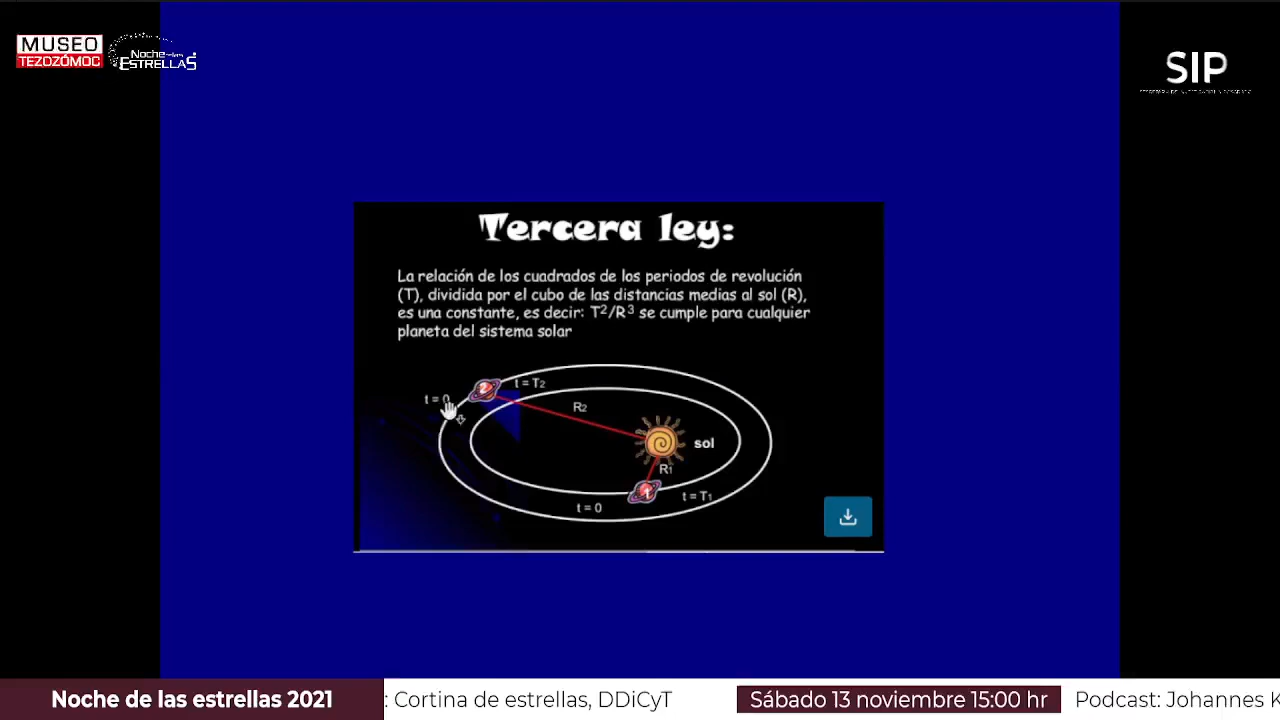 MUSEO
TEZOZÓMOC
Noche de las
ESTRELLAS
SIP
Tercera ley:
La relación de los cuadrados de los periodos de revolución
(T), dividida por el cubo de las distancias medias al sol (R),
es una constante, es decir: T²/R³ se cumple para cualquier
planeta del sistema solar
t = T2
t = 0
R2
sol
R1
t = T1
t = 0
Noche de las estrellas 2021
: Cortina de estrellas, DDiCyT
Sábado 13 noviembre 15:00 hr
Podcast: Johannes K